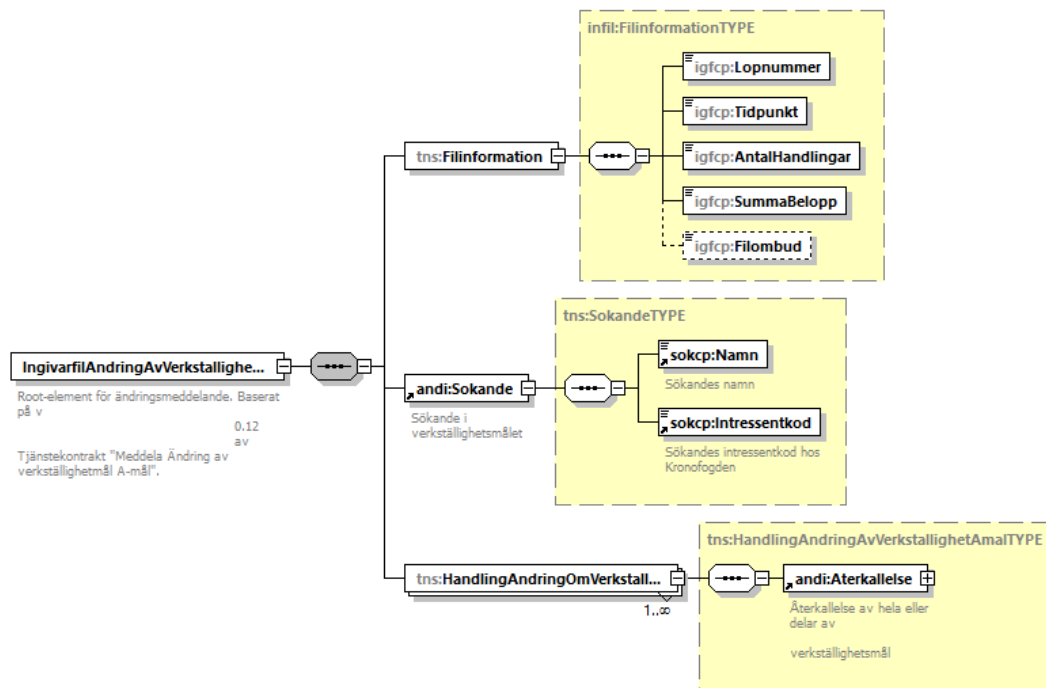 infil:FilinformationTYPE
igfcp:Lopnummer
igfcp:Tidpunkt
tns:Filinformation
igfcp:AntalHandlingar
igfcp:SummaBelopp
igfcp:Filombud
tns:SokandeTYPE
sokcp:Namn
Sökandes namn
IngivarfilAndringAvVerkstallighe...
Root-element för ändringsmeddelande. Baserat
på v
0.12
av
Tjänstekontrakt "Meddela Ändring av
verkställighetmål A-mål".
andi:Sokande
Sökande i
verkställighetsmålet
sokcp:Intressentkod
Sökandes intressentkod hos
Kronofogden
tns:HandlingAndringAvVerkstallighetAmalTYPE
tns:HandlingAndringOmVerkstall...
1..∞
andi:Aterkallelse
Återkallelse av hela eller
delar av
verkställighetsmål